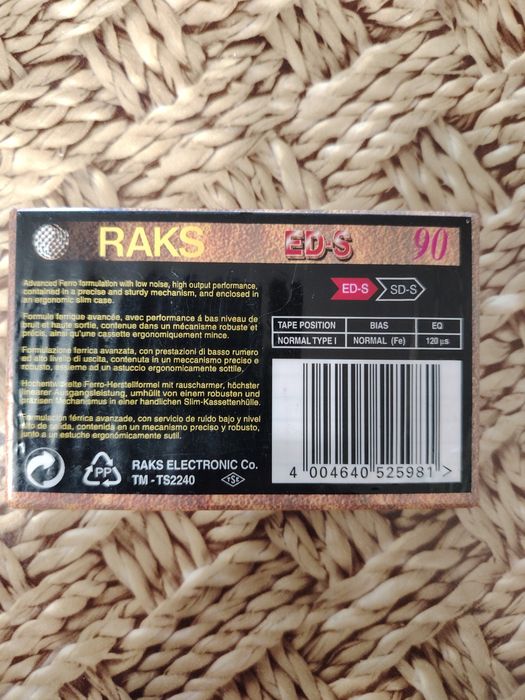 RAKS ED-S 90
Advanced Ferro formulation with low noise, high output performance,
contained in a precise and sturdy mechanism, and enclosed in
an ergonomic slim case.
Formule ferrique avancée, avec performance á bas niveau de
bruit et haute sortie, contenue dans un mécanisme robuste et
précis, ainsi qu'une cassette ergonomiquement mince.
Formulazione ferrica avanzata, con prestazioni di basso rumore
ed alto livello di uscita, contenuta in un meccanismo preciso e
robusto, assieme ad un astuccio ergonomicamente sottile.
Hochentwickelte Ferro-Herstellformel mit rauscharmer, höchster
linearer Ausgangsleistung, umhüllt von einem robusten und
präzisen Mechanismus in einer handlichen Slim-Kassettenhülle.
Formulación férrica avanzada, con servicio de ruido bajo y nivel
alto de salida, contenida en un mecanismo preciso y robusto,
junto a un estuche ergonómicamente sutil.
ED-S SD-S
TAPE POSITION BIAS EQ
NORMAL TYPE I NORMAL (Fe) 120 µs
4 004640 525981 >
PP
RAKS ELECTRONIC Co.
TM - TS2240
TSE